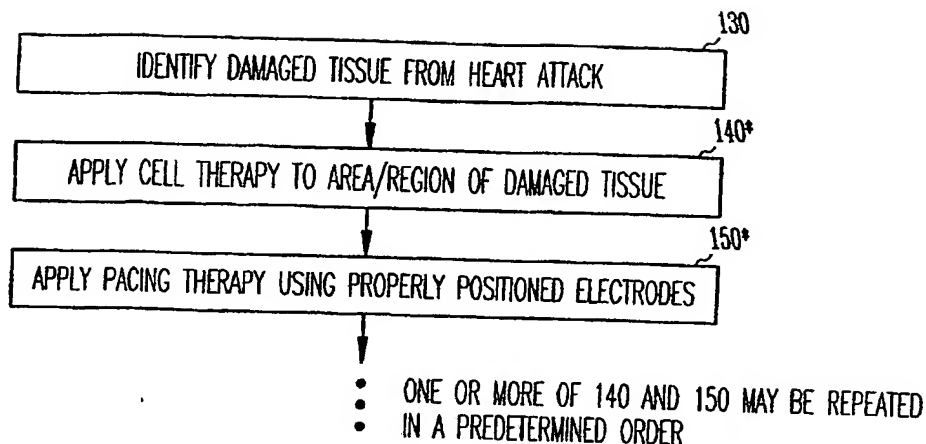 130
IDENTIFY DAMAGED TISSUE FROM HEART ATTACK
140*
APPLY CELL THERAPY TO AREA/REGION OF DAMAGED TISSUE
150*
APPLY PACING THERAPY USING PROPERLY POSITIONED ELECTRODES
ONE OR MORE OF 140 AND 150 MAY BE REPEATED
IN A PREDETERMINED ORDER